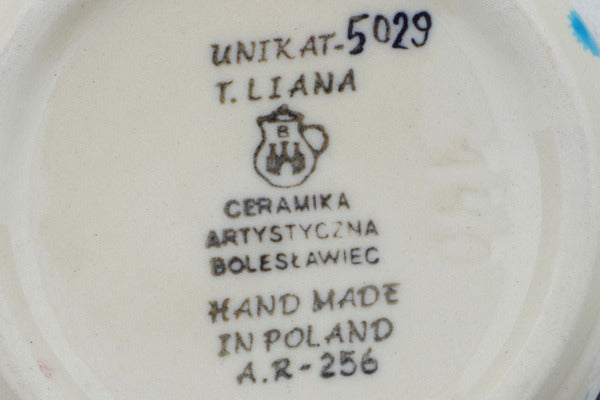 UNIKAT-5029
T. LIANA
B
CERAMIKA
ARTYSTYCZNA
BOLESŁAWIEC
HAND MADE
IN POLAND
A.R-256